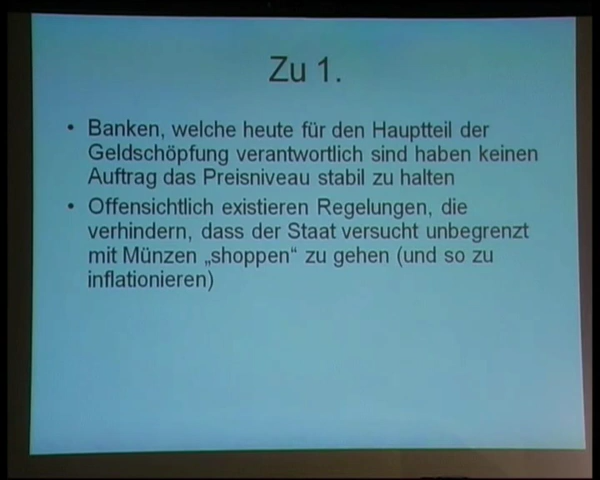 Zu 1.
• Banken, welche heute für den Hauptteil der
Geldschöpfung verantwortlich sind haben keinen
Auftrag das Preisniveau stabil zu halten
• Offensichtlich existieren Regelungen, die
verhindern, dass der Staat versucht unbegrenzt
mit Münzen „shoppen“ zu gehen (und so zu
inflationieren)